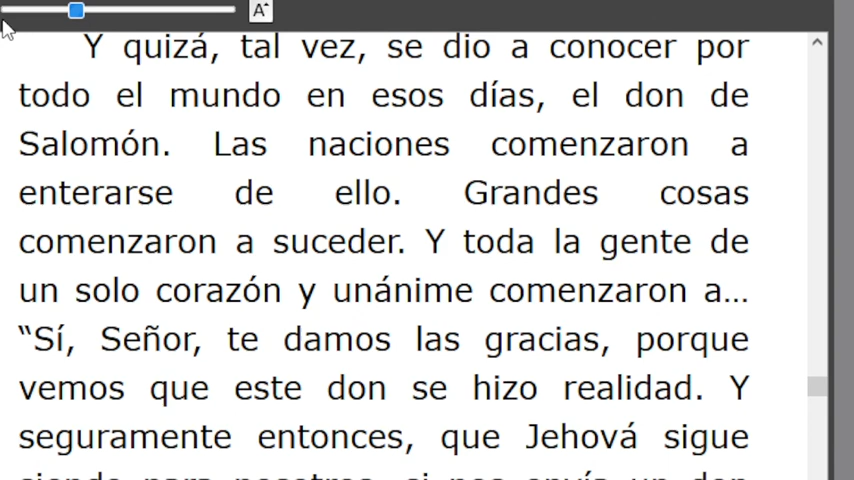 A
Y quizá, tal vez, se dio a conocer por
todo el mundo en esos días, el don de
Salomón. Las naciones comenzaron a
enterarse de ello. Grandes cosas
comenzaron a suceder. Y toda la gente de
un solo corazón y unánime comenzaron a...
“Sí, Señor, te damos las gracias, porque
vemos que este don se hizo realidad. Y
seguramente entonces, que Jehová sigue